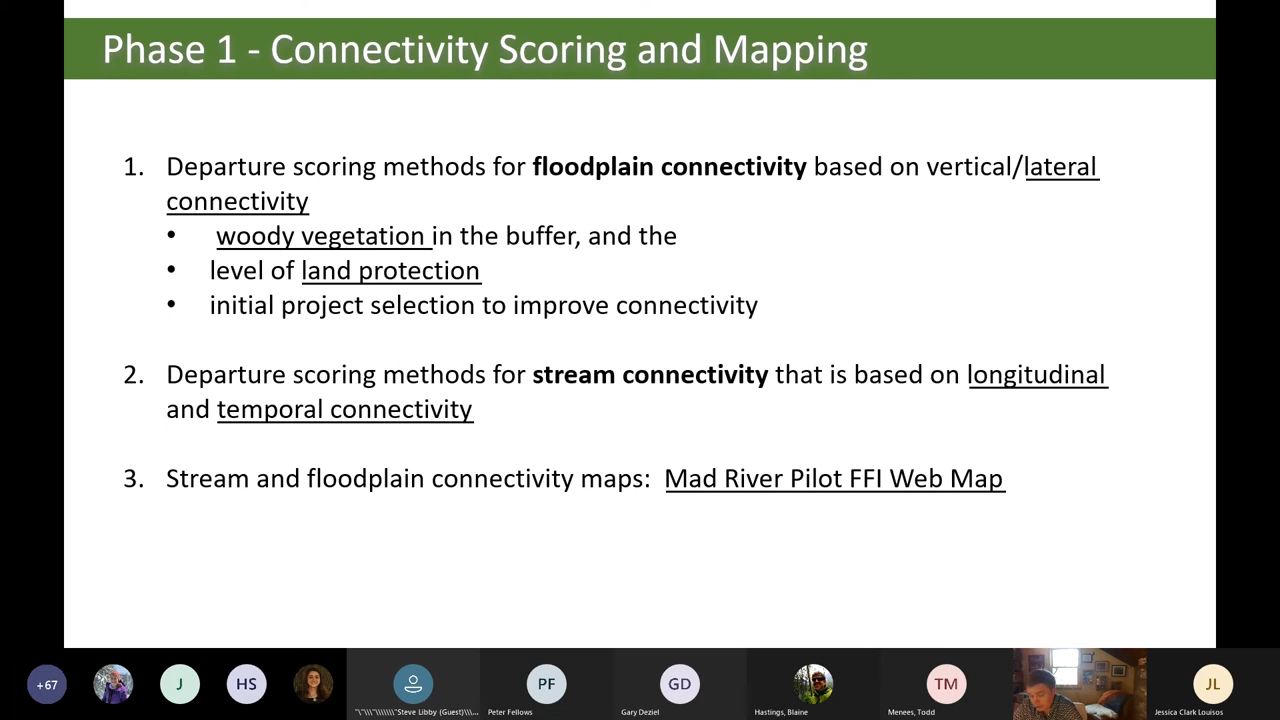 Phase 1 - Connectivity Scoring and Mapping
1. Departure scoring methods for floodplain connectivity based on vertical/lateral
connectivity
• woody vegetation in the buffer, and the
• level of land protection
• initial project selection to improve connectivity
2. Departure scoring methods for stream connectivity that is based on longitudinal
and temporal connectivity
3. Stream and floodplain connectivity maps: Mad River Pilot FFI Web Map
+67
J
HS
PF
GD
TM
JL
Steve Libby (Guest)
Peter Fellows
Gary Deziel
Hastings, Blaine
Menees, Todd
Jessica Clark Louisos